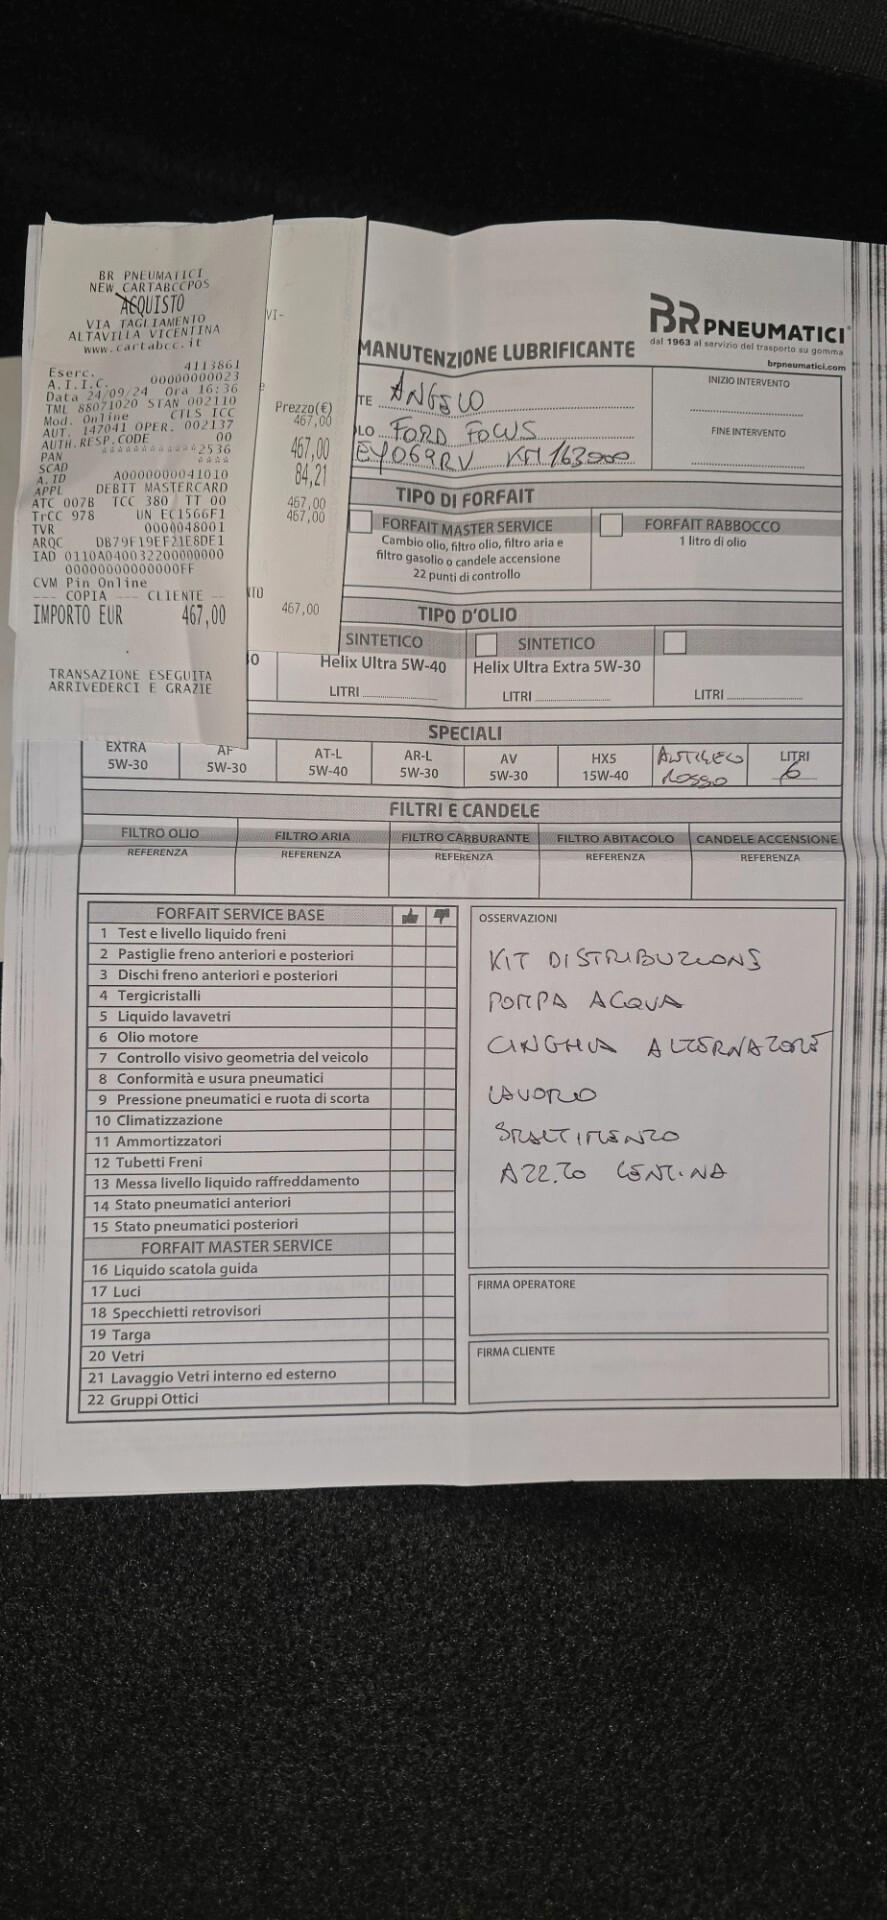 BR PNEUMATICI
NEW CARTABCCPOS
ACQUISTO
VIA TAGLIAMENTO
ALTAVILLA VICENTINA
www.cartabcc.it
Eserc. 4113861
A.I.I.C. 00000000023
Data 24/09/24 Ora 16:36
TML 88071020 STAN 002110
Mod. Online CTLS ICC
AUT. 147041 OPER. 002137
AUTH.RESP.CODE 00
PAN ************2536
SCAD ****
A.ID A0000000041010
APPL DEBIT MASTERCARD
ATC 007B TCC 380 TT 00
TrCC 978 UN EC1566F1
TVR 0000048001
ARQC DB79F19EF21E8DE1
IAD 0110A040032200000000
00000000000000FF
CVM Pin Online
--- COPIA --- CLIENTE --
IMPORTO EUR 467,00
TRANSAZIONE ESEGUITA
ARRIVEDERCI E GRAZIE
VI-
Prezzo(€)
467,00
467,00
84,21
467,00
467,00
467,00
BR PNEUMATICI
dal 1963 al servizio del trasporto su gomma
brpneumatici.com
MANUTENZIONE LUBRIFICANTE
TE ANGELO
LO FORD FOCUS
EY069RV KM 163000
INIZIO INTERVENTO
FINE INTERVENTO
TIPO DI FORFAIT
FORFAIT MASTER SERVICE
Cambio olio, filtro olio, filtro aria e
filtro gasolio o candele accensione
22 punti di controllo
FORFAIT RABBOCCO
1 litro di olio
TIPO D'OLIO
SINTETICO
Helix Ultra 5W-40
LITRI
SINTETICO
Helix Ultra Extra 5W-30
LITRI
LITRI
SPECIALI
EXTRA
5W-30
AF
5W-30
AT-L
5W-40
AR-L
5W-30
AV
5W-30
HX5
15W-40
ANTIGELO
ROSSO
LITRI
6
FILTRI E CANDELE
FILTRO OLIO FILTRO ARIA FILTRO CARBURANTE FILTRO ABITACOLO CANDELE ACCENSIONE
REFERENZA REFERENZA REFERENZA REFERENZA REFERENZA
FORFAIT SERVICE BASE
1 Test e livello liquido freni
2 Pastiglie freno anteriori e posteriori
3 Dischi freno anteriori e posteriori
4 Tergicristalli
5 Liquido lavavetri
6 Olio motore
7 Controllo visivo geometria del veicolo
8 Conformità e usura pneumatici
9 Pressione pneumatici e ruota di scorta
10 Climatizzazione
11 Ammortizzatori
12 Tubetti Freni
13 Messa livello liquido raffreddamento
14 Stato pneumatici anteriori
15 Stato pneumatici posteriori
FORFAIT MASTER SERVICE
16 Liquido scatola guida
17 Luci
18 Specchietti retrovisori
19 Targa
20 Vetri
21 Lavaggio Vetri interno ed esterno
22 Gruppi Ottici
OSSERVAZIONI
KIT DISTRIBUZIONE
POMPA ACQUA
CINGHIA ALTERNATORE
LAVORO
SMALTIMENTO
FIRMA OPERATORE
FIRMA CLIENTE